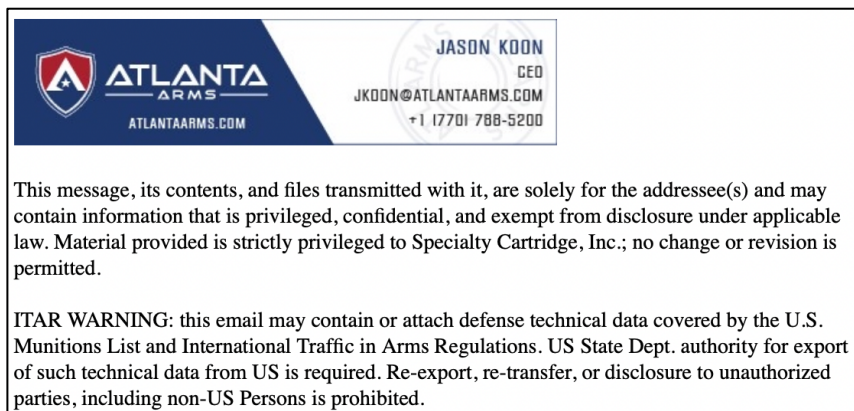 ATLANTA
ARMS
ATLANTAARMS.COM
JASON KOON
CEO
JKOON@ATLANTAARMS.COM
+1 (770) 788-5200
This message, its contents, and files transmitted with it, are solely for the addressee(s) and may
contain information that is privileged, confidential, and exempt from disclosure under applicable
law. Material provided is strictly privileged to Specialty Cartridge, Inc.; no change or revision is
permitted.
ITAR WARNING: this email may contain or attach defense technical data covered by the U.S.
Munitions List and International Traffic in Arms Regulations. US State Dept. authority for export
of such technical data from US is required. Re-export, re-transfer, or disclosure to unauthorized
parties, including non-US Persons is prohibited.